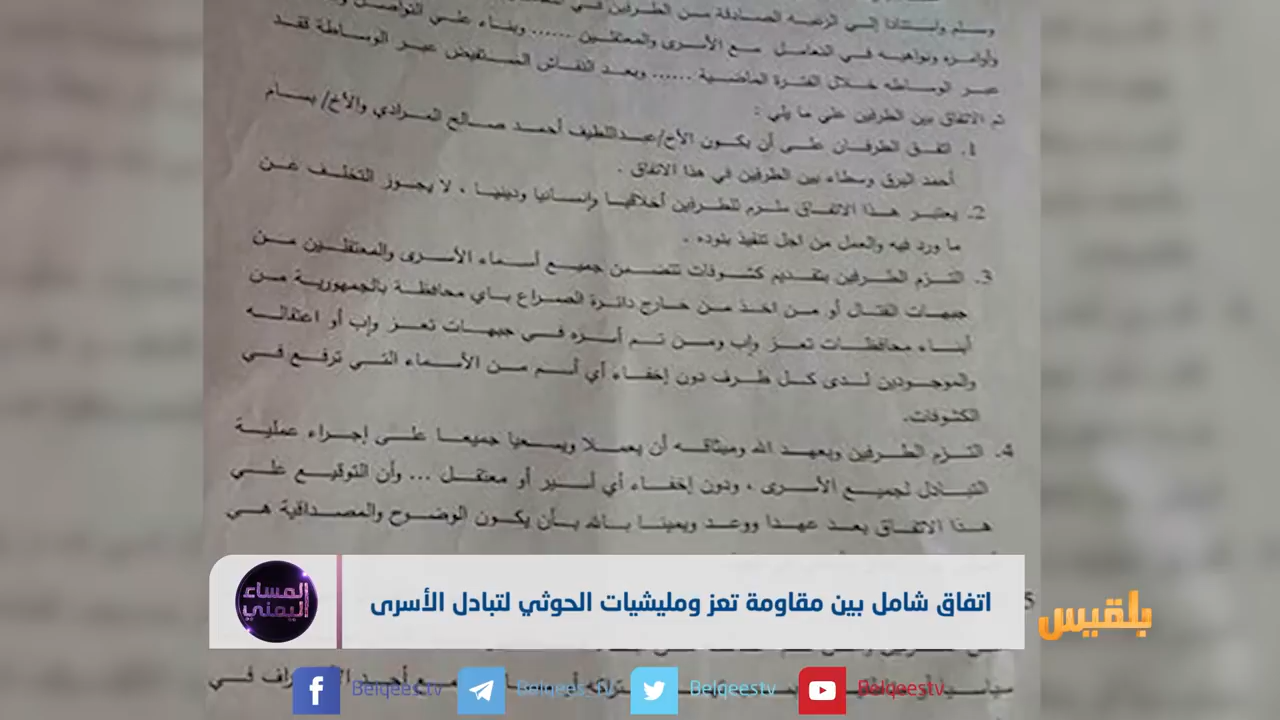 وسلم واستنادا إلى الرغبه الصادقة من الطرفين في
وأوامره ونواهيه في التعامل مع الأسرى والمعتقلين ...... وبناء على التواصل
عبر الوساطه خلال الفترة الماضية ...... وبعد النقاش المستفيض عبر الوساطة فقد
تم الاتفاق بين الطرفين على ما يلي :
1. اتفق الطرفان على أن يكون الأخ/عبداللطيف أحمد صالح المرادي والأخ/ بسام
أحمد البرق وسطاء بين الطرفين في هذا الاتفاق .
2. يعتبر هذا الاتفاق ملزم للطرفين أخلاقيا وإنسانيا ودينيا ، لا يجوز التخلف عن
ما ورد فيه والعمل من اجل تنفيذ بنوده .
3. التزم الطرفين بتقديم كشوفات تتضمن جميع أسماء الأسرى والمعتقلين من
جبهات القتال أو من اخذ من خارج دائرة الصراع باي محافظة بالجمهورية من
أبناء محافظات تعز وإب ومن تم أسره في جبهات تعز وإب أو اعتقاله
والموجودين لدى كل طرف دون إخفاء أي أسم من الأسماء التي ترفع في
الكشوفات.
4. التزم الطرفين وبعهد الله وميثاقه أن يعملا ويسعيا جميعا على إجراء عملية
التبادل لجميع الأسرى ، ودون إخفاء أي أسير أو معتقل ... وأن التوقيع على
هذا الاتفاق يعد عهدا ووعد ويمينا بالله بأن يكون الوضوح والمصداقية هي
5
المساء اليمني
اتفاق شامل بين مقاومة تعز ومليشيات الحوثي لتبادل الأسرى
بلقيس
Belqees.tv
Belqees_tv
Belqeestv
Belqeestv